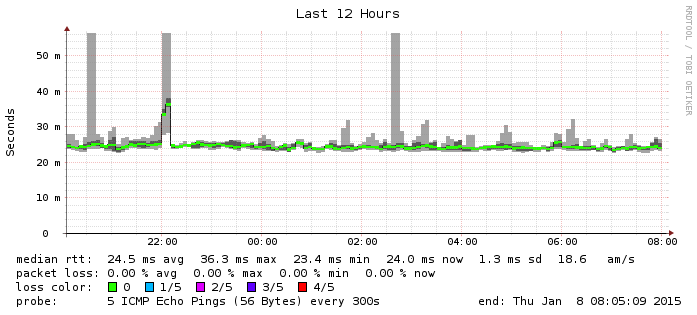 Last 12 Hours
RRDTOOL / TOBI OETIKER
Seconds
50 m
40 m
30 m
20 m
10 m
0
22:00 00:00 02:00 04:00 06:00 08:00
median rtt: 24.5 ms avg 36.3 ms max 23.4 ms min 24.0 ms now 1.3 ms sd 18.6 am/s
packet loss: 0.00 % avg 0.00 % max 0.00 % min 0.00 % now
loss color: 0 1/5 2/5 3/5 4/5
probe: 5 ICMP Echo Pings (56 Bytes) every 300s end: Thu Jan 8 08:05:09 2015